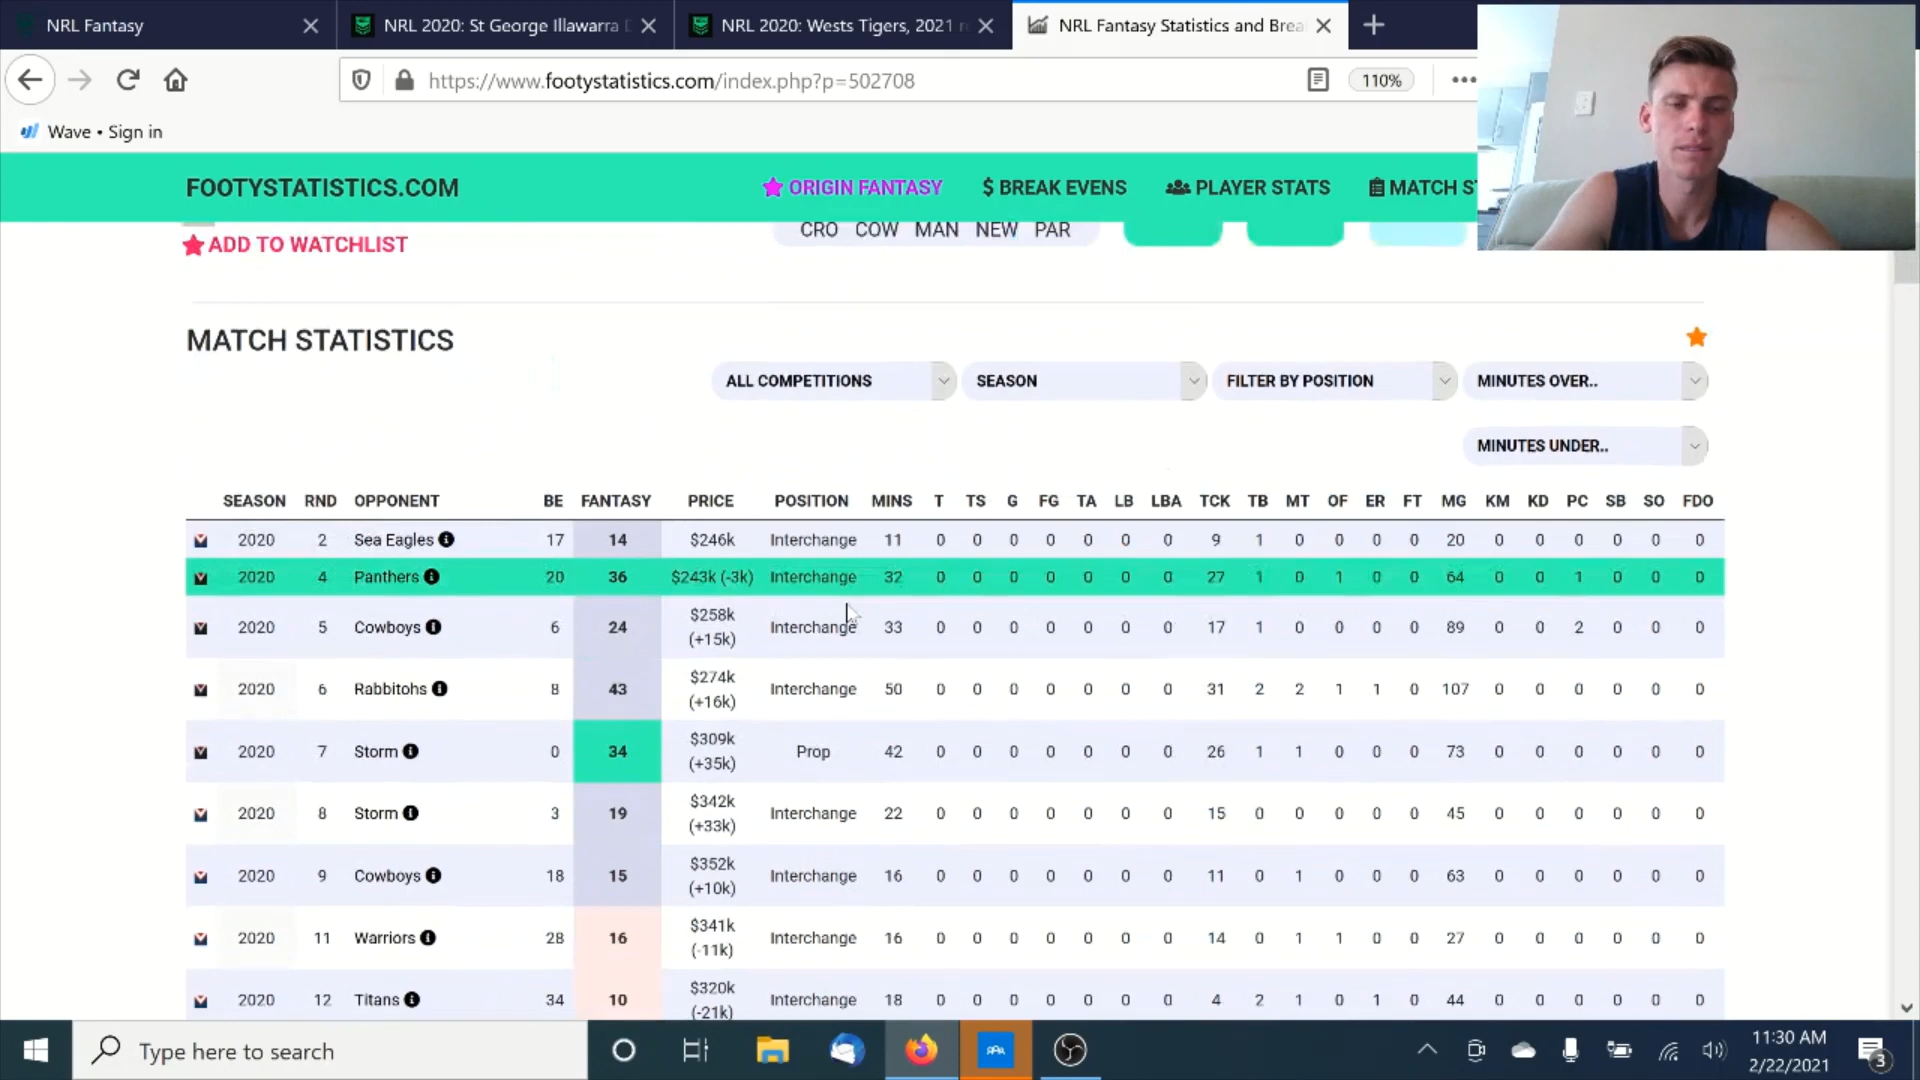 NRL Fantasy
NRL 2020: St George Illawarra
NRL 2020: Wests Tigers, 2021
NRL Fantasy Statistics and Brea
https://www.footystatistics.com/index.php?p=502708
110%
Wave • Sign in
FOOTYSTATISTICS.COM
ORIGIN FANTASY
$ BREAK EVENS
PLAYER STATS
MATCH ST
ADD TO WATCHLIST
CRO COW MAN NEW PAR
MATCH STATISTICS
ALL COMPETITIONS
SEASON
FILTER BY POSITION
MINUTES OVER..
MINUTES UNDER..
SEASON RND OPPONENT BE FANTASY PRICE POSITION MINS T TS G FG TA LB LBA TCK TB MT OF ER FT MG KM KD PC SB SO FDO
2020 2 Sea Eagles 17 14 $246k Interchange 11 0 0 0 0 0 0 0 9 1 0 0 0 0 20 0 0 0 0 0 0
2020 4 Panthers 20 36 $243k (-3k) Interchange 32 0 0 0 0 0 0 0 27 1 0 1 0 0 64 0 0 1 0 0 0
2020 5 Cowboys 6 24 $258k (+15k) Interchange 33 0 0 0 0 0 0 0 17 1 0 0 0 0 89 0 0 2 0 0 0
2020 6 Rabbitohs 8 43 $274k (+16k) Interchange 50 0 0 0 0 0 0 0 31 2 2 1 1 0 107 0 0 0 0 0 0
2020 7 Storm 0 34 $309k (+35k) Prop 42 0 0 0 0 0 0 0 26 1 1 0 0 0 73 0 0 0 0 0 0
2020 8 Storm 3 19 $342k (+33k) Interchange 22 0 0 0 0 0 0 0 15 0 0 0 0 0 45 0 0 0 0 0 0
2020 9 Cowboys 18 15 $352k (+10k) Interchange 16 0 0 0 0 0 0 0 11 0 1 0 0 0 63 0 0 0 0 0 0
2020 11 Warriors 28 16 $341k (-11k) Interchange 16 0 0 0 0 0 0 0 14 0 1 1 0 0 27 0 0 0 0 0 0
2020 12 Titans 34 10 $320k (-21k) Interchange 18 0 0 0 0 0 0 0 4 2 1 0 1 0 44 0 0 0 0 0 0
Type here to search
11:30 AM
2/22/2021
3